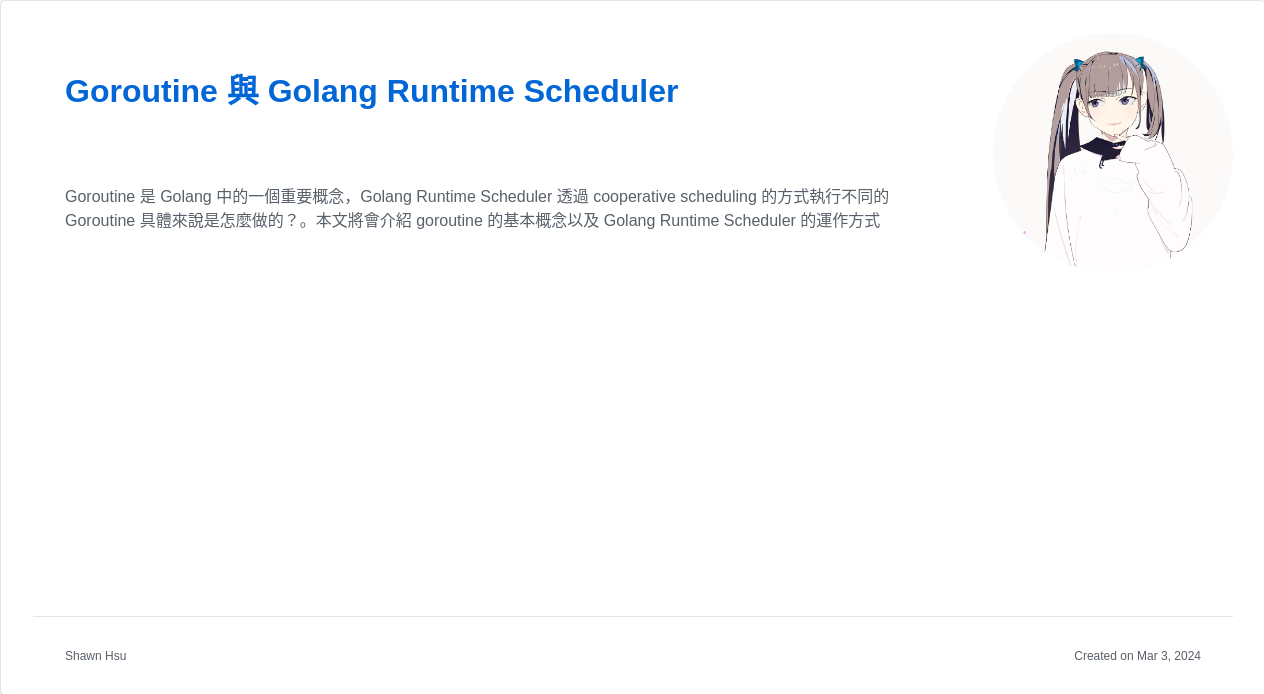 Goroutine 與 Golang Runtime Scheduler
Goroutine 是 Golang 中的一個重要概念，Golang Runtime Scheduler 透過 cooperative scheduling 的方式執行不同的
Goroutine 具體來說是怎麼做的？。本文將會介紹 goroutine 的基本概念以及 Golang Runtime Scheduler 的運作方式
Shawn Hsu
Created on Mar 3, 2024